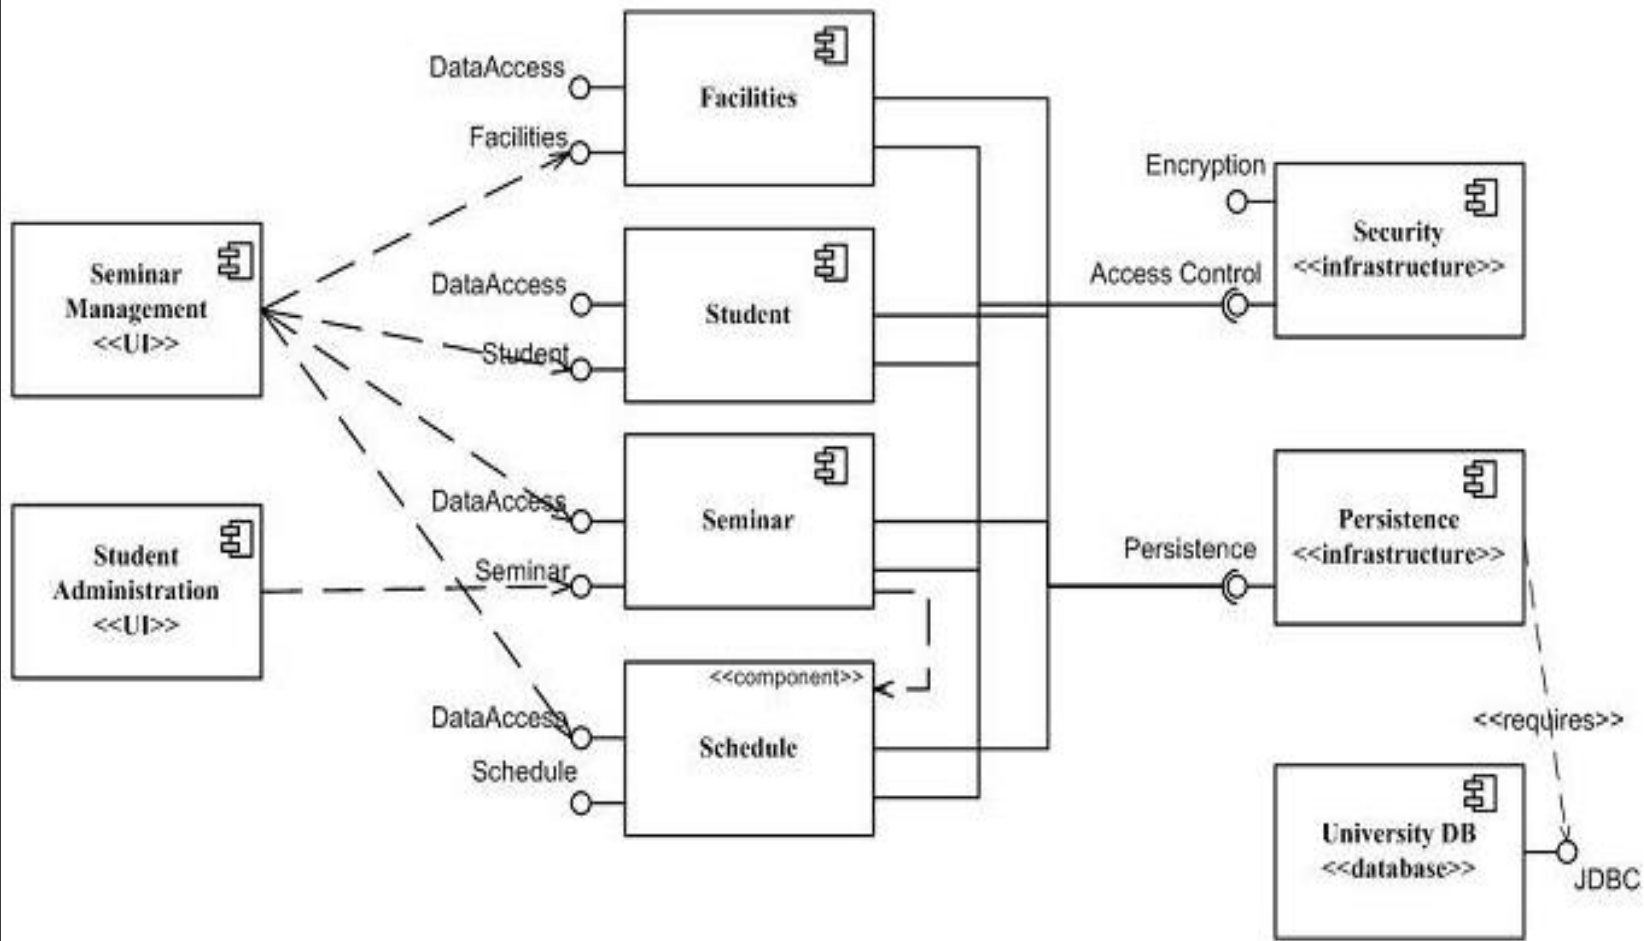 DataAccess
Facilities
Facilities
Seminar
Management
<<UI>>
DataAccess
Student
Student
Encryption
Access Control
Security
<<infrastructure>>
Student
Administration
<<UI>>
DataAccess
Seminar
Seminar
Persistence
Persistence
<<infrastructure>>
<<component>>
DataAccess
Schedule
Schedule
<<requires>>
University DB
<<database>>
JDBC